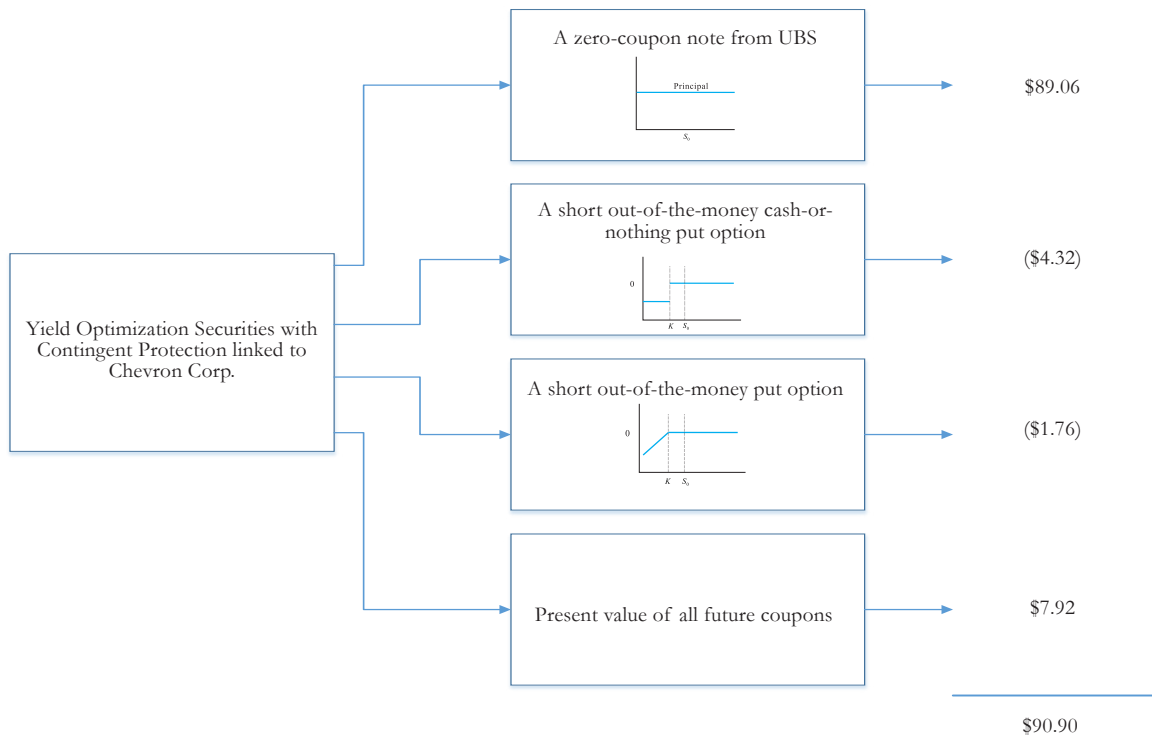 A zero-coupon note from UBS
Principal
S₀
$89.06
A short out-of-the-money cash-or-
nothing put option
0
K S₀
($4.32)
Yield Optimization Securities with
Contingent Protection linked to
Chevron Corp.
A short out-of-the-money put option
0
K S₀
($1.76)
Present value of all future coupons
$7.92
$90.90